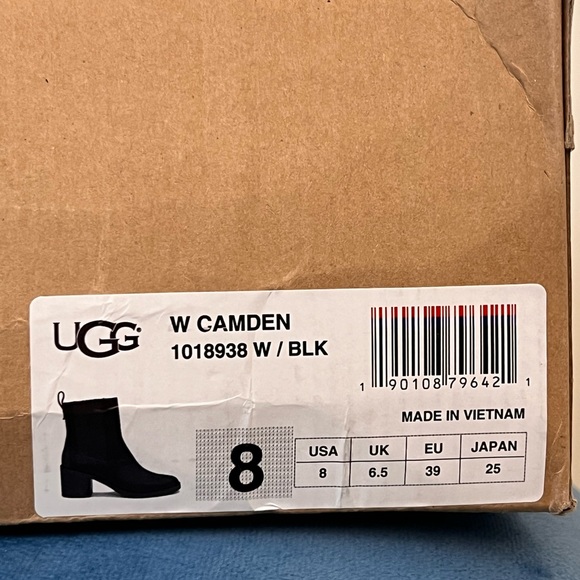 UGG
W CAMDEN
1018938 W / BLK
1 90108 79642 1
MADE IN VIETNAM
8
USA UK EU JAPAN
8 6.5 39 25